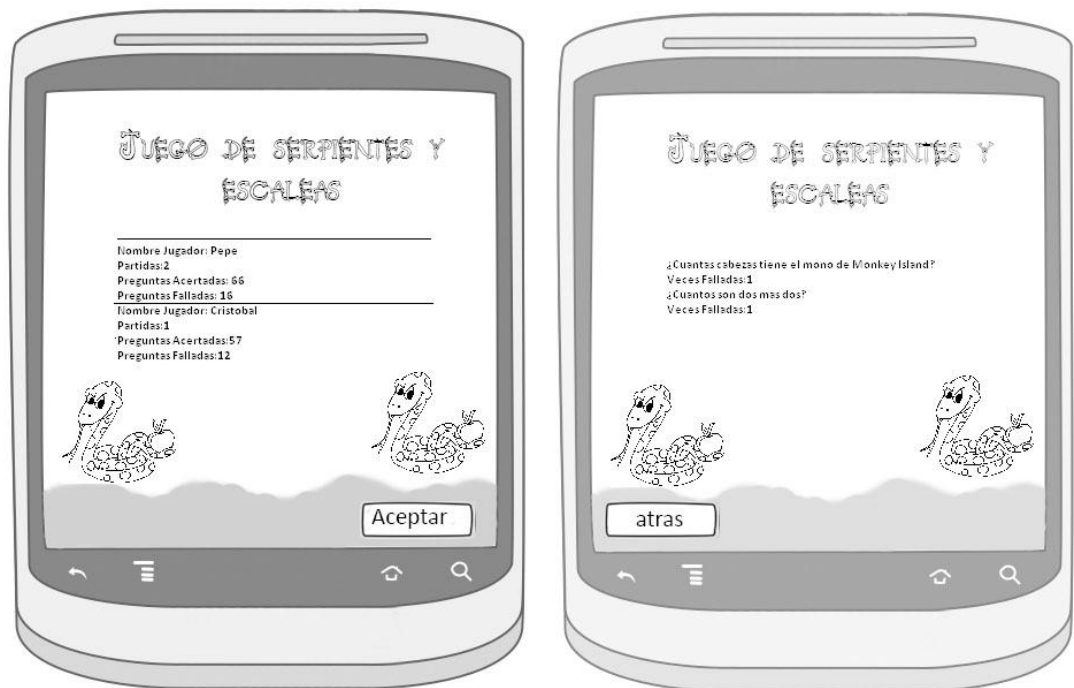 JUEGO DE SERPIENTES Y
ESCALEAS
Nombre Jugador: Pepe
Partidas:2
Preguntas Acertadas: 66
Preguntas Falladas: 16
Nombre Jugador: Cristobal
Partidas:1
Preguntas Acertadas:57
Preguntas Falladas:12
Aceptar
JUEGO DE SERPIENTES Y
ESCALEAS
¿Cuantas cabezas tiene el mono de Monkey Island?
Veces Falladas:1
¿Cuantos son dos mas dos?
Veces Falladas:1
atras